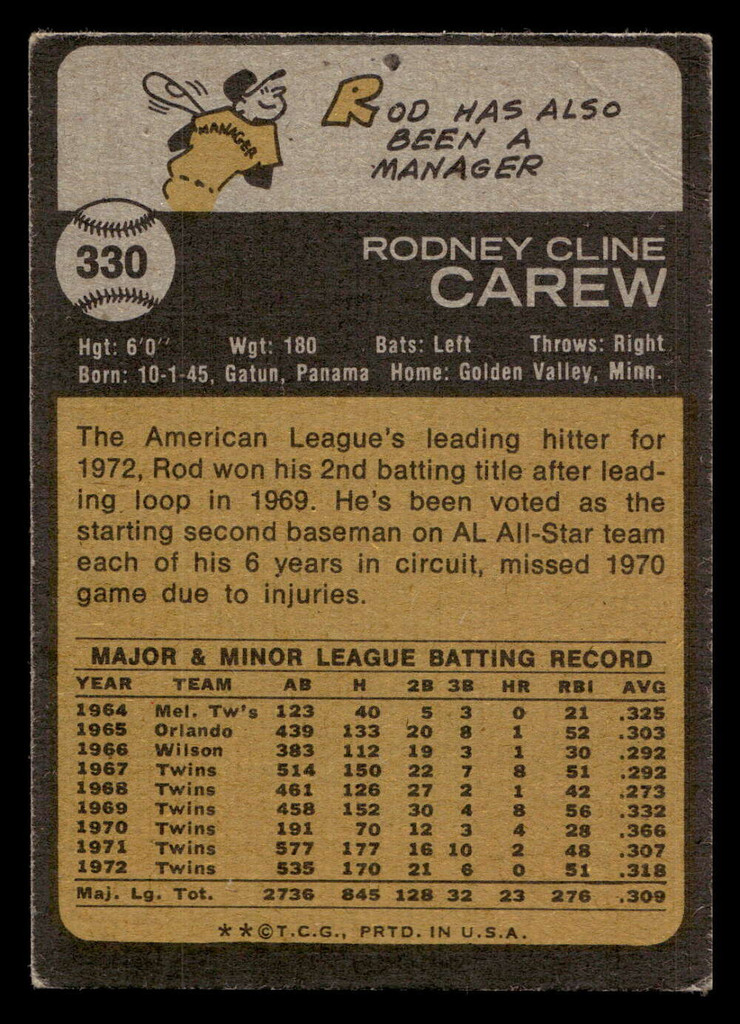 ROD HAS ALSO
BEEN A
MANAGER
MANAGER
330
RODNEY CLINE
CAREW
Hgt: 6'0" Wgt: 180 Bats: Left Throws: Right
Born: 10-1-45, Gatun, Panama Home: Golden Valley, Minn.
The American League's leading hitter for
1972, Rod won his 2nd batting title after lead-
ing loop in 1969. He's been voted as the
starting second baseman on AL All-Star team
each of his 6 years in circuit, missed 1970
game due to injuries.
MAJOR & MINOR LEAGUE BATTING RECORD
YEAR TEAM AB H 2B 3B HR RBI AVG
1964 Mel. Tw's 123 40 5 3 0 21 .325
1965 Orlando 439 133 20 8 1 52 .303
1966 Wilson 383 112 19 3 1 30 .292
1967 Twins 514 150 22 7 8 51 .292
1968 Twins 461 126 27 2 1 42 .273
1969 Twins 458 152 30 4 8 56 .332
1970 Twins 191 70 12 3 4 28 .366
1971 Twins 577 177 16 10 2 48 .307
1972 Twins 535 170 21 6 0 51 .318
Maj. Lg. Tot. 2736 845 128 32 23 276 .309
**©T.C.G., PRTD. IN U.S.A.